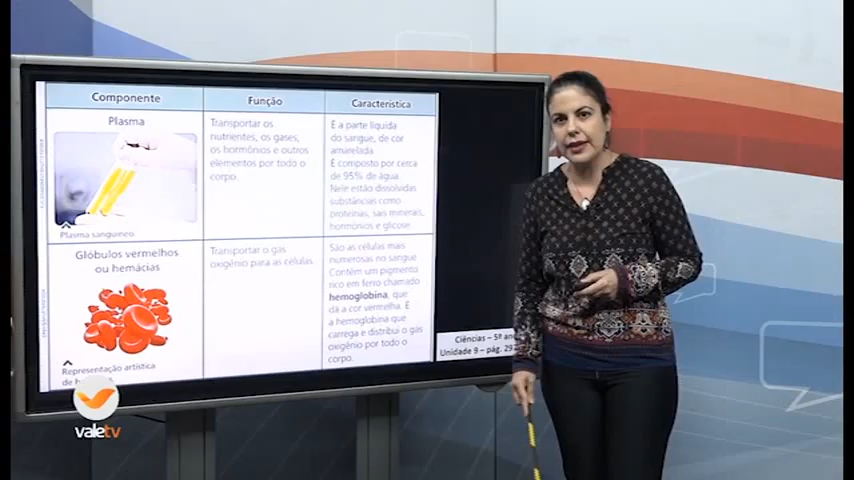 Componente
Função
Característica
Plasma
Transportar os
nutrientes, os gases,
os hormônios e outros
elementos por todo o
corpo.
É a parte líquida
do sangue, de cor
amarelada.
É composto por cerca
de 95% de água.
Nele estão dissolvidas
substâncias como
proteínas, sais minerais,
hormônios e glicose.
Plasma sanguíneo.
Glóbulos vermelhos
ou hemácias
Transportar o gás
oxigênio para as células.
São as células mais
numerosas no sangue.
Contêm um pigmento
rico em ferro chamado
hemoglobina, que
dá a cor vermelha. É
a hemoglobina que
carrega e distribui o gás
oxigênio por todo o
corpo.
Representação artística
de
Ciências – 5º ano
Unidade 9 – pág.
valetv